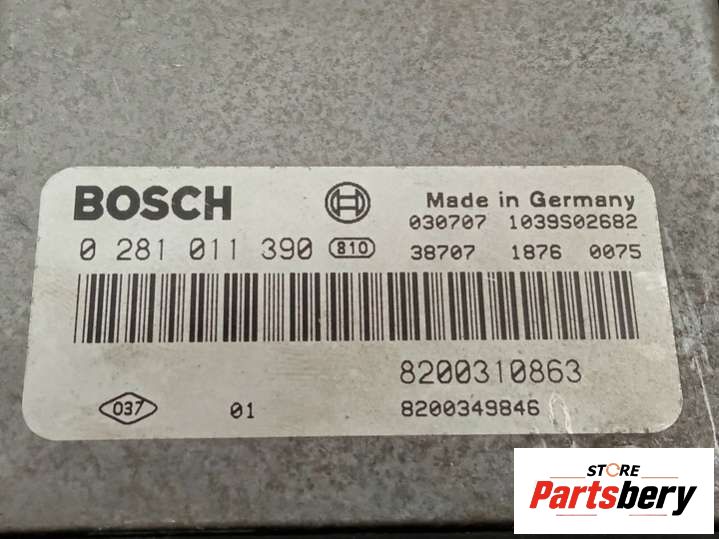 BOSCH Made in Germany
030707 1039S02682
0 281 011 390 810 38707 1876 0075
8200310863
037 01 8200349846
STORE
Partsbery